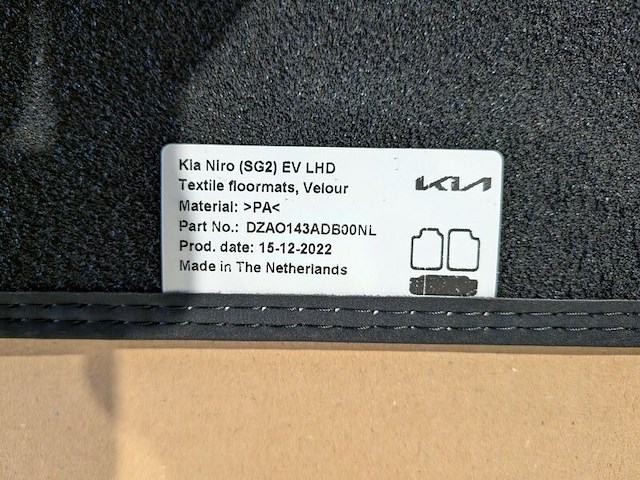 Kia Niro (SG2) EV LHD
Textile floormats, Velour
Material: >PA<
Part No.: DZAO143ADB00NL
Prod. date: 15-12-2022
Made in The Netherlands
KIA